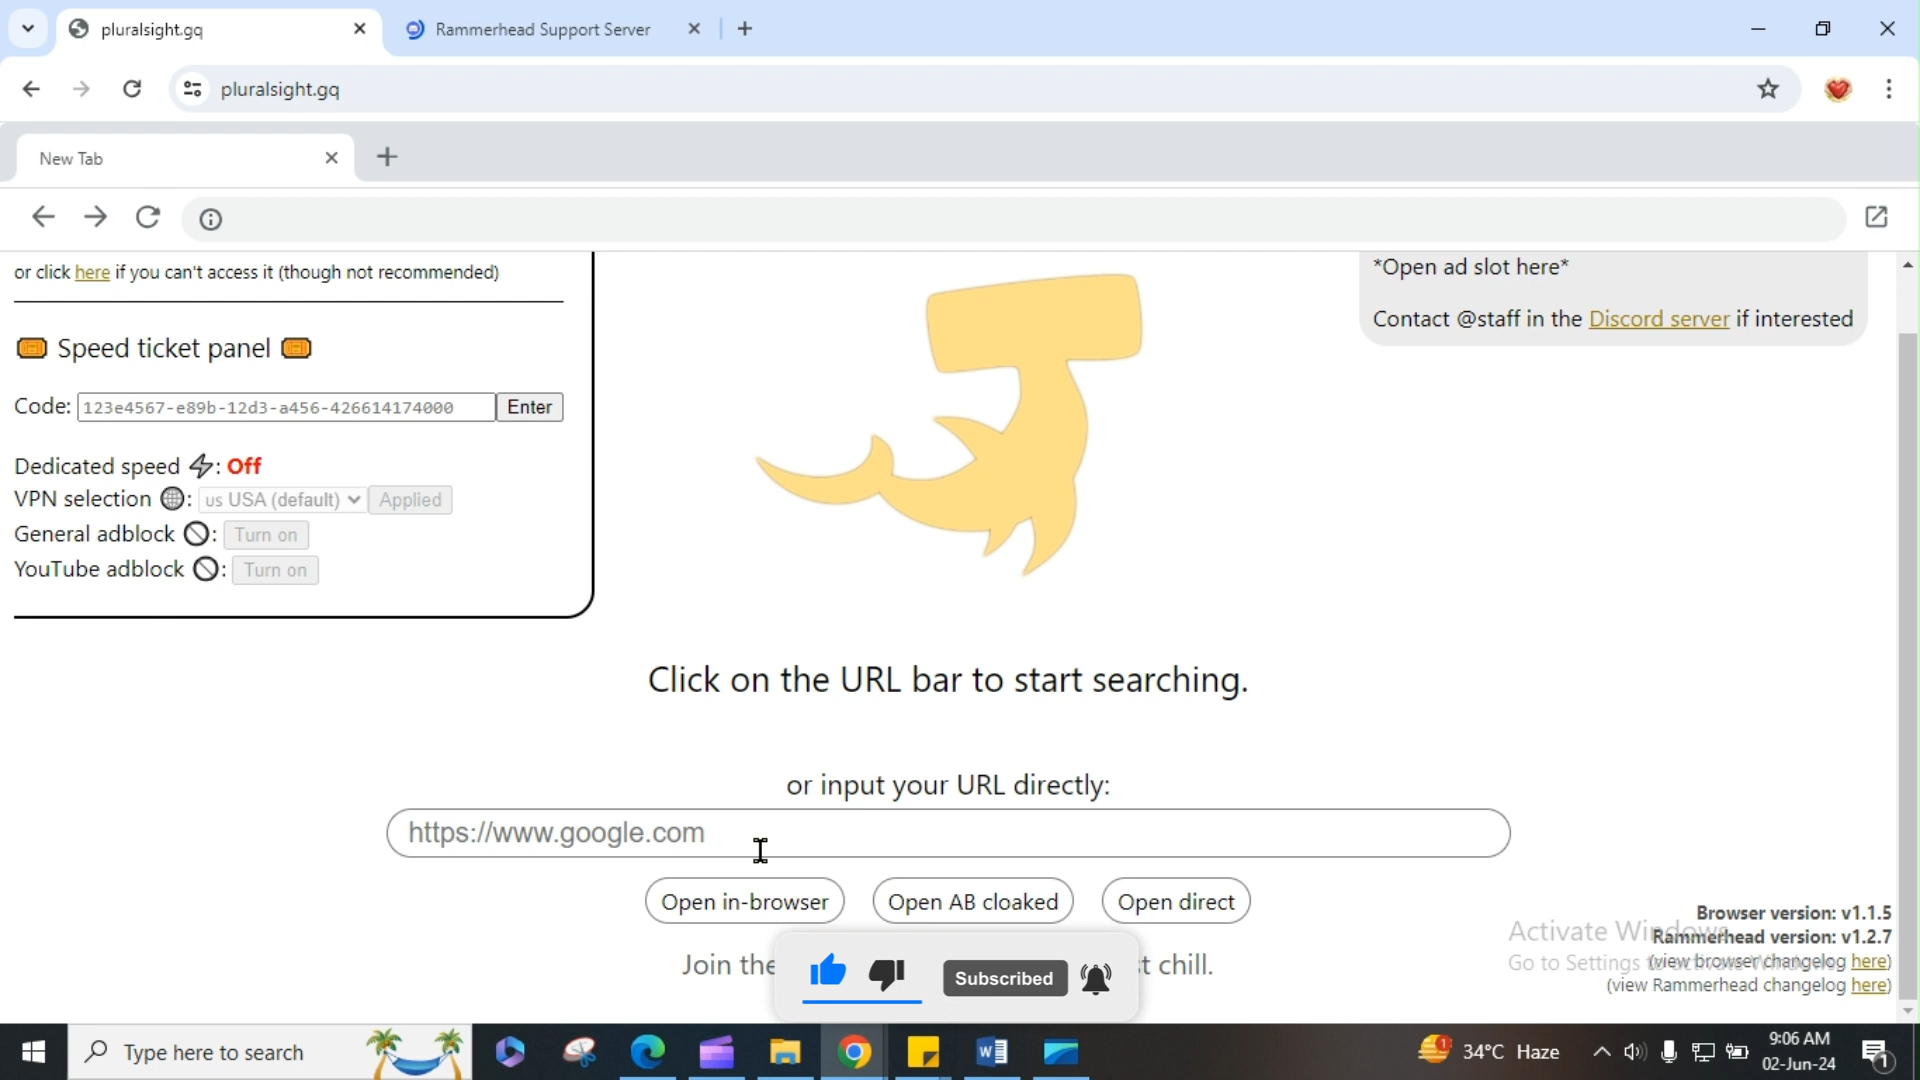 pluralsight.gq
Rammerhead Support Server
pluralsight.gq
New Tab
or click here if you can't access it (though not recommended)
Speed ticket panel
Code: 123e4567-e89b-12d3-a456-426614174000 Enter
Dedicated speed ⚡: Off
VPN selection 🌐: us USA (default) Applied
General adblock 🚫: Turn on
YouTube adblock 🚫: Turn on
*Open ad slot here*
Contact @staff in the Discord server if interested
Click on the URL bar to start searching.
or input your URL directly:
https://www.google.com
Open in-browser Open AB cloaked Open direct
Join the
t chill.
Subscribed
Browser version: v1.1.5
Rammerhead version: v1.2.7
(view browser changelog here)
(view Rammerhead changelog here)
Activate Windows
Go to Settings to activate Windows.
Type here to search
34°C Haze
9:06 AM
02-Jun-24
1
1